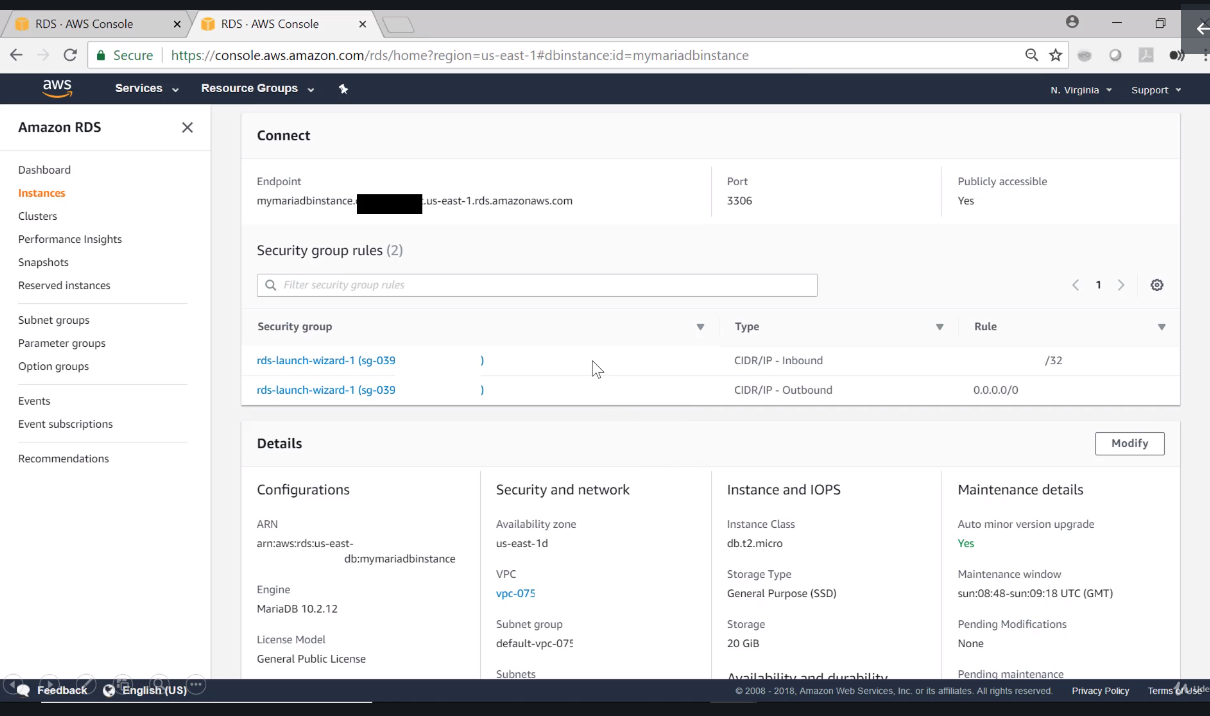 RDS · AWS Console
RDS · AWS Console
Secure
https://console.aws.amazon.com/rds/home?region=us-east-1#dbinstance:id=mymariadbinstance
aws
Services
Resource Groups
N. Virginia
Support
Amazon RDS
Dashboard
Instances
Clusters
Performance Insights
Snapshots
Reserved instances
Subnet groups
Parameter groups
Option groups
Events
Event subscriptions
Recommendations
Connect
Endpoint
mymariadbinstance. .us-east-1.rds.amazonaws.com
Port
3306
Publicly accessible
Yes
Security group rules (2)
Filter security group rules
1
Security group Type Rule
rds-launch-wizard-1 (sg-039 ) CIDR/IP - Inbound /32
rds-launch-wizard-1 (sg-039 ) CIDR/IP - Outbound 0.0.0.0/0
Details
Modify
Configurations
ARN
arn:aws:rds:us-east-
db:mymariadbinstance
Engine
MariaDB 10.2.12
License Model
General Public License
Security and network
Availability zone
us-east-1d
VPC
vpc-075
Subnet group
default-vpc-075
Subnets
Instance and IOPS
Instance Class
db.t2.micro
Storage Type
General Purpose (SSD)
Storage
20 GiB
Availability and durability
Maintenance details
Auto minor version upgrade
Yes
Maintenance window
sun:08:48-sun:09:18 UTC (GMT)
Pending Modifications
None
Pending maintenance
Feedback
English (US)
© 2008 - 2018, Amazon Web Services, Inc. or its affiliates. All rights reserved.
Privacy Policy
Terms of Use